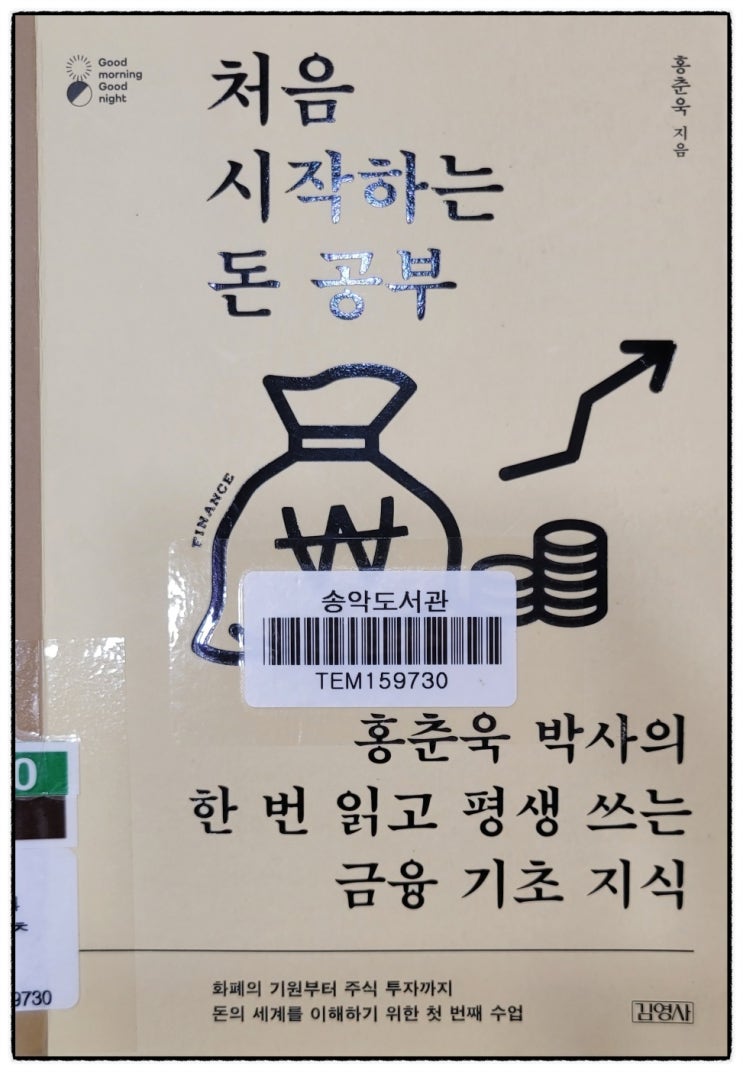 Good
morning
Good
night
처음
시작하는
돈 공부
홍춘욱 지음
FINANCE
₩
송악도서관
TEM159730
홍춘욱 박사의
한 번 읽고 평생 쓰는
금융 기초 지식
0
9730
화폐의 기원부터 주식 투자까지
돈의 세계를 이해하기 위한 첫 번째 수업
김영사